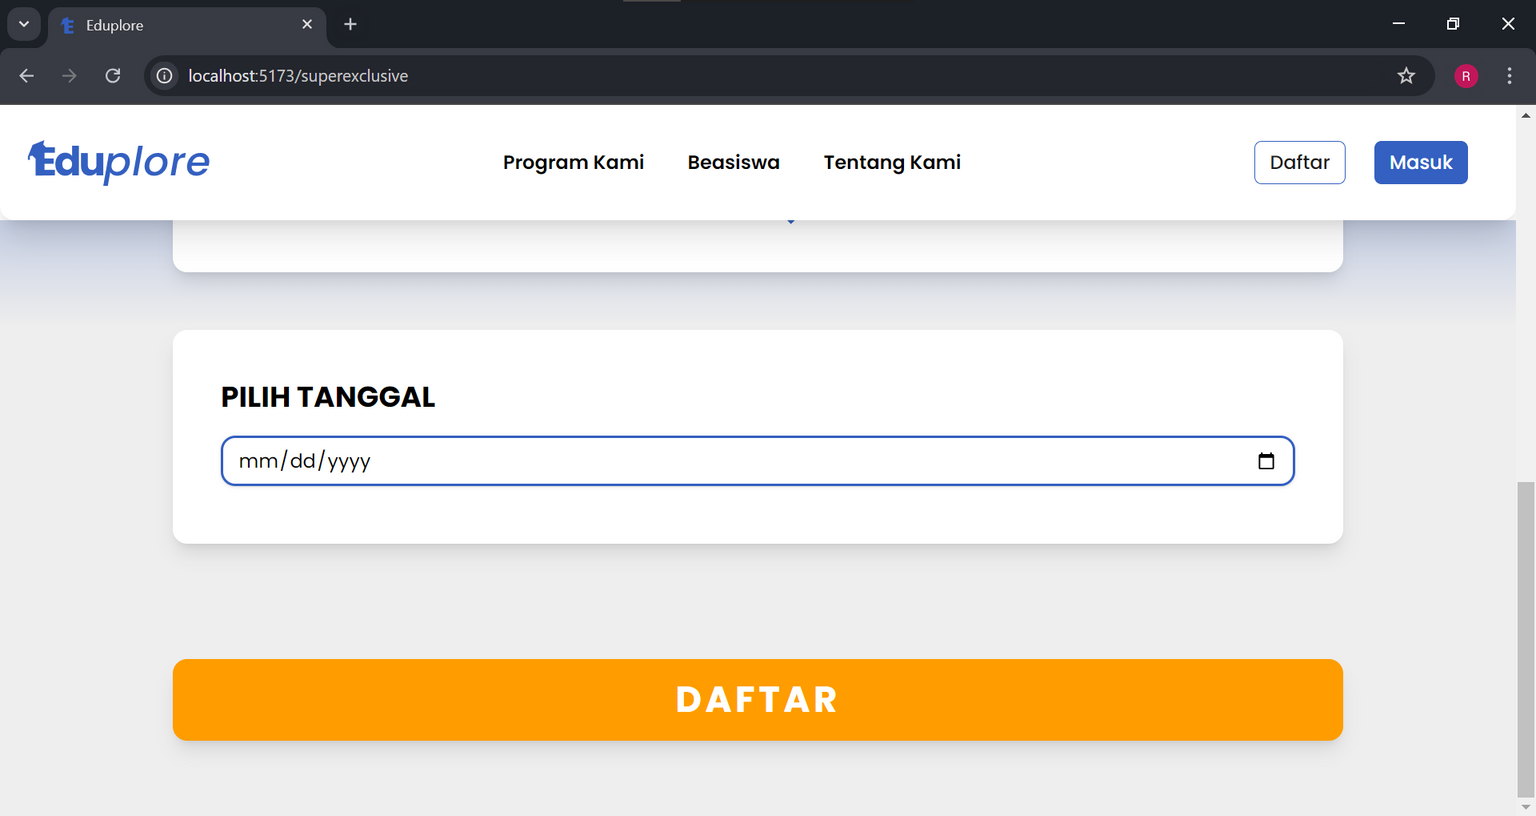 Eduplore
localhost:5173/superexclusive
R
Eduplore
Program Kami
Beasiswa
Tentang Kami
Daftar
Masuk
PILIH TANGGAL
mm/dd/yyyy
DAFTAR